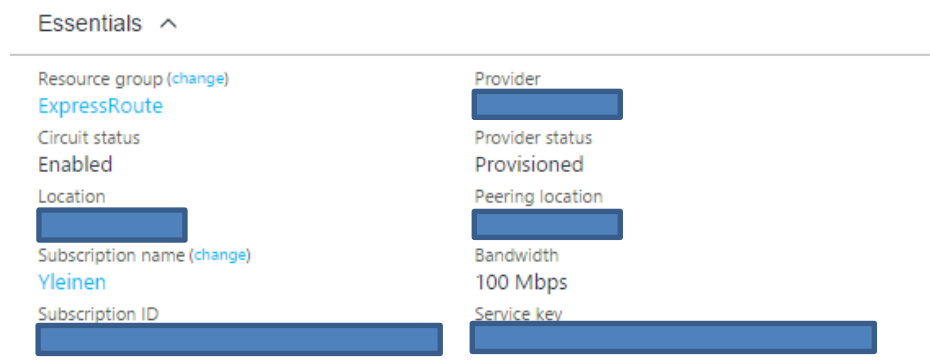 Essentials
Resource group (change)
ExpressRoute
Provider
Circuit status
Enabled
Provider status
Provisioned
Location
Peering location
Subscription name (change)
Yleinen
Bandwidth
100 Mbps
Subscription ID
Service key